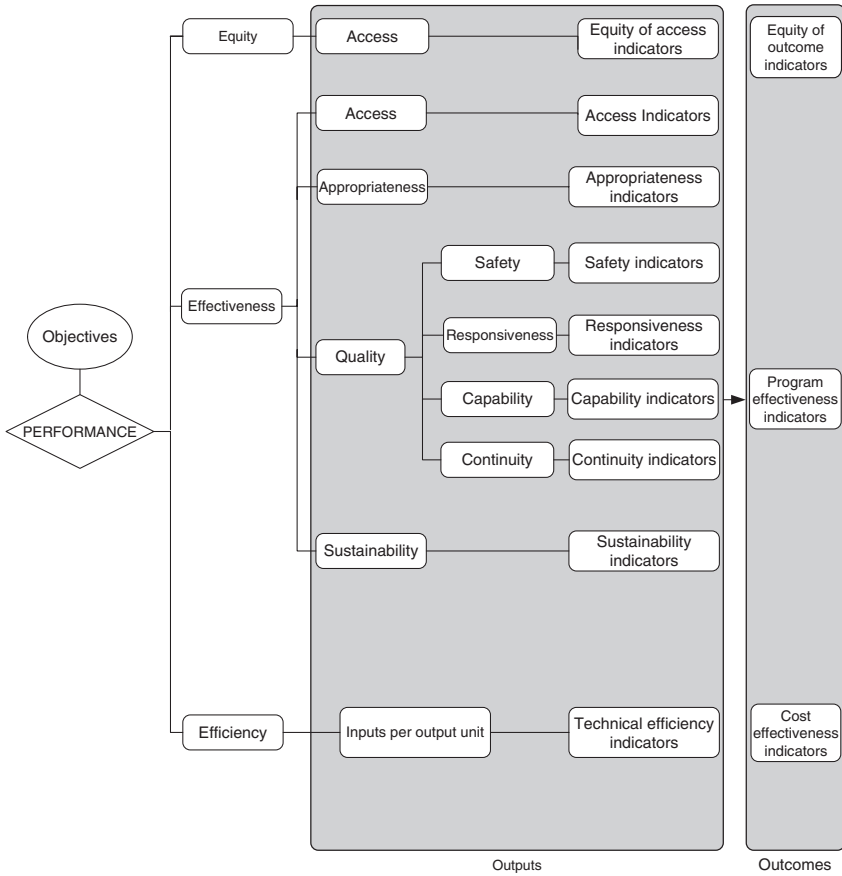 Equity
Access
Equity of access
indicators
Equity of
outcome
indicators
Access
Access Indicators
Appropriateness
Appropriateness
indicators
Safety
Safety indicators
Effectiveness
Responsiveness
Responsiveness
indicators
Objectives
Quality
Capability
Capability indicators
Program
effectiveness
indicators
PERFORMANCE
Continuity
Continuity indicators
Sustainability
Sustainability
indicators
Efficiency
Inputs per output unit
Technical efficiency
indicators
Cost
effectiveness
indicators
Outputs
Outcomes